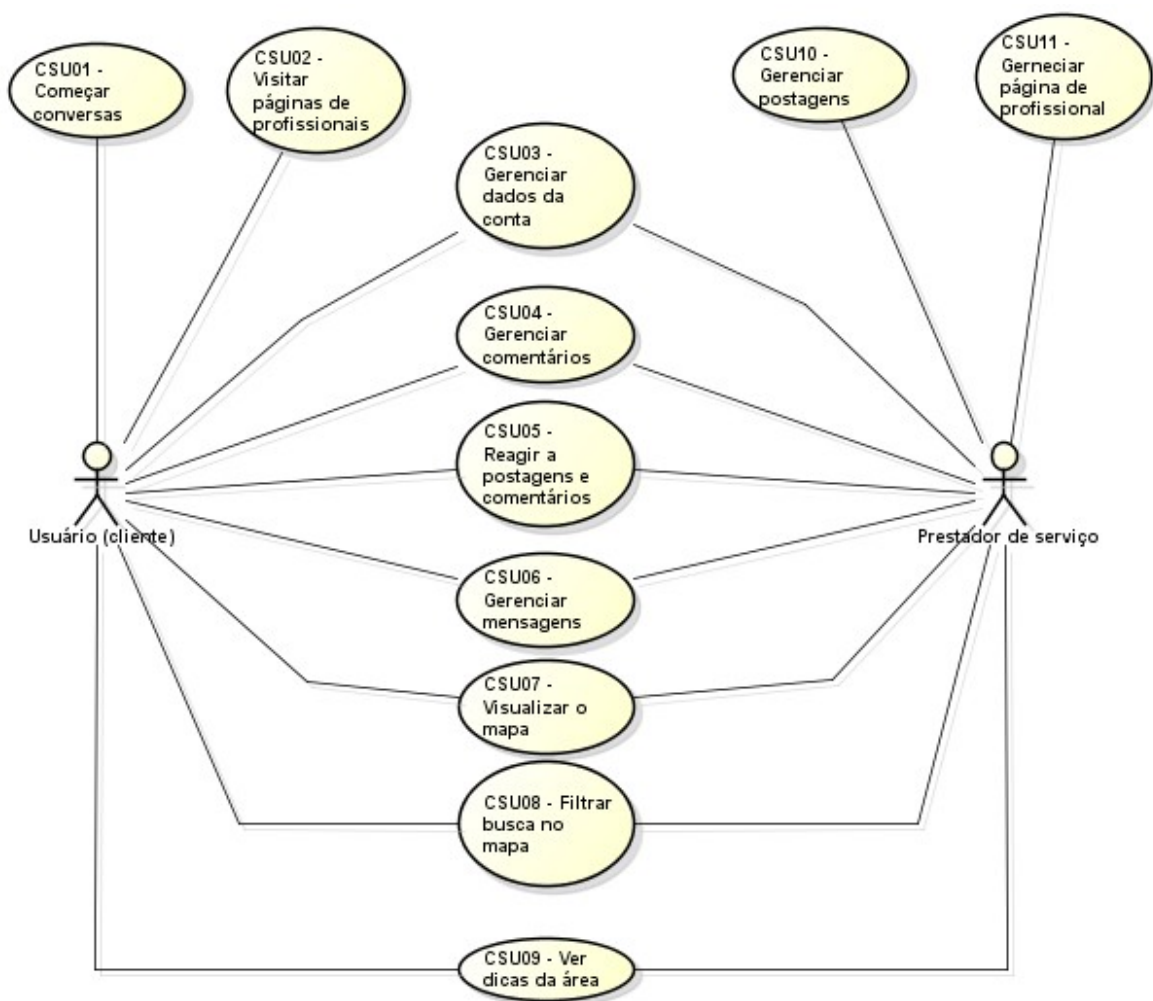 CSU01 -
Começar
conversas
CSU02 -
Visitar
páginas de
profissionais
CSU10 -
Gerenciar
postagens
CSU11 -
Gerneciar
página de
profissional
CSU03 -
Gerenciar
dados da
conta
CSU04 -
Gerenciar
comentários
CSU05 -
Reagir a
postagens e
comentários
Usuário (cliente)
Prestador de serviço
CSU06 -
Gerenciar
mensagens
CSU07 -
Visualizar o
mapa
CSU08 - Filtrar
busca no
mapa
CSU09 - Ver
dicas da área